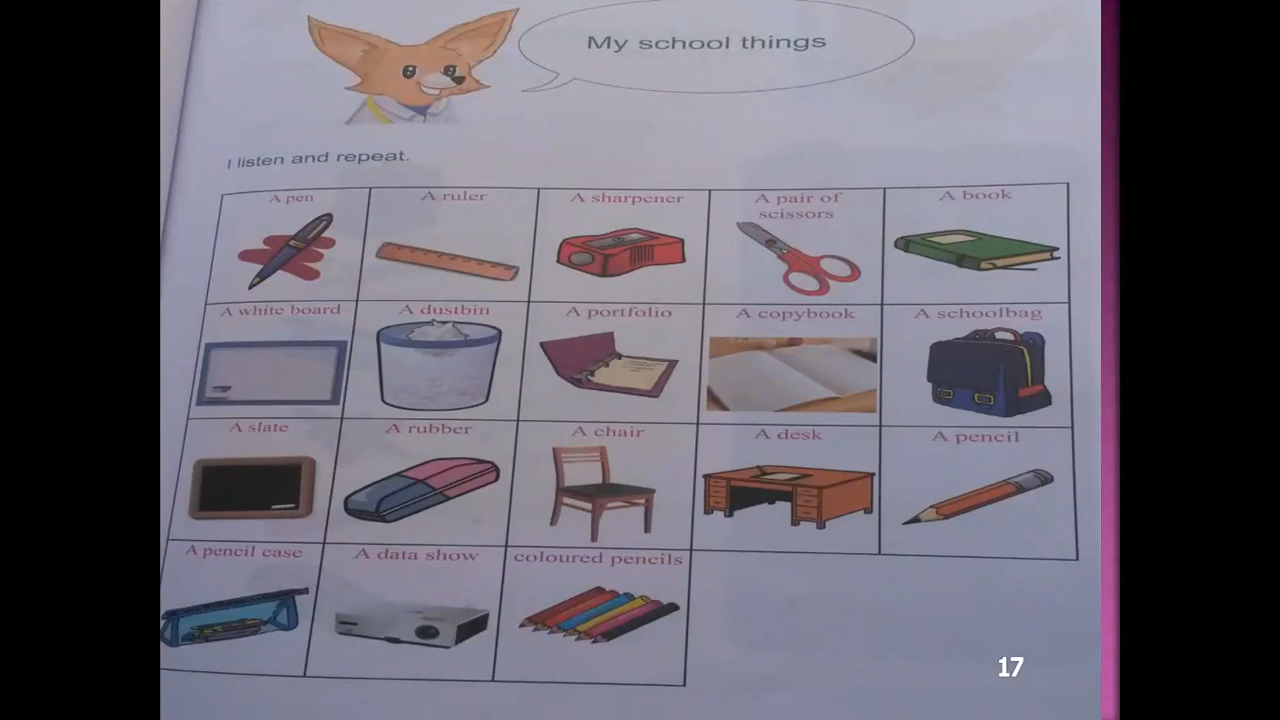 My school things
I listen and repeat.
A pen
A ruler
A sharpener
A pair of
scissors
A book
A white board
A dustbin
A portfolio
A copybook
A schoolbag
A slate
A rubber
A chair
A desk
A pencil
A pencil case
A data show
coloured pencils
17